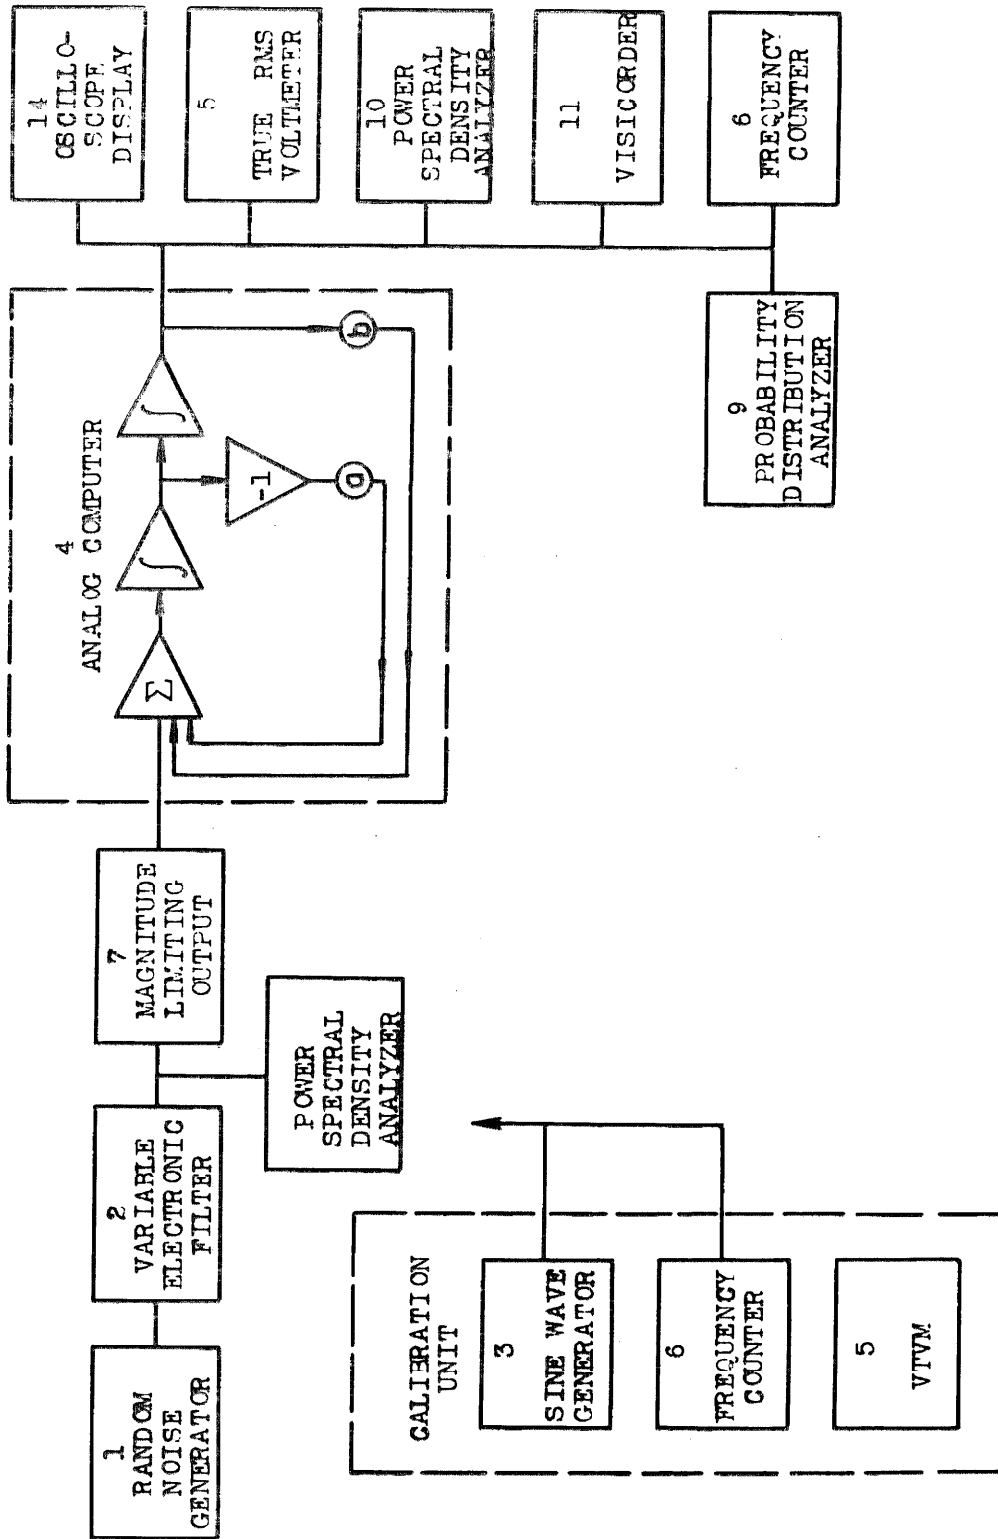 1
RANDOM
NOISE
GENERATOR
2
VARIABLE
ELECTRONIC
FILTER
POWER
SPECTRAL
DENSITY
ANALYZER
7
MAGNITUDE
LIMITING
OUTPUT
4
ANALOG COMPUTER
Σ
∫
∫
-1
a
b
14
OSCILLO-
SCOPE
DISPLAY
5
TRUE RMS
VOLTMETER
10
POWER
SPECTRAL
DENSITY
ANALYZER
11
VISICORDER
6
FREQUENCY
COUNTER
9
PROBABILITY
DISTRIBUTION
ANALYZER
CALIBRATION
UNIT
3
SINE WAVE
GENERATOR
6
FREQUENCY
COUNTER
5
VTVM